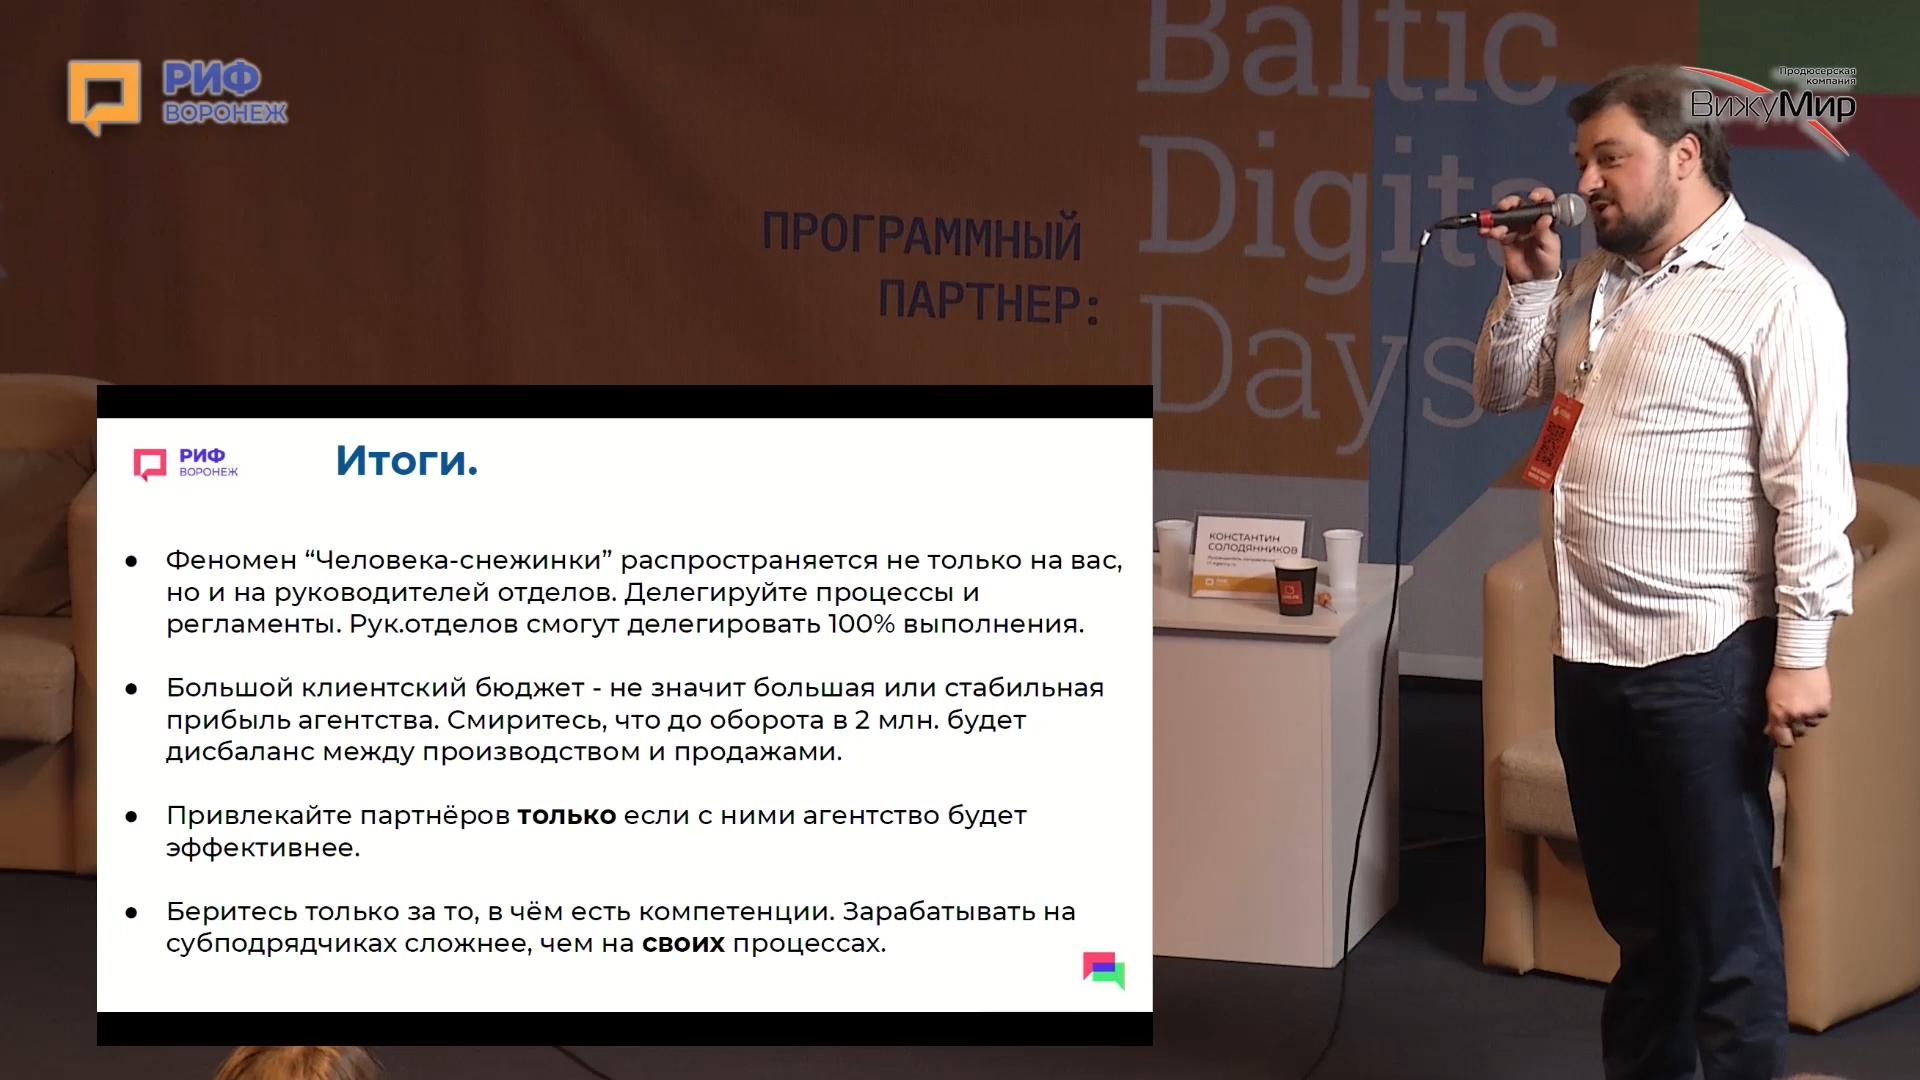 РИФ
ВОРОНЕЖ
Продюсерская
компания
ВижуМир
Baltic
Digital
Days
ПРОГРАММНЫЙ
ПАРТНЕР:
РИФ
ВОРОНЕЖ
Итоги.
● Феномен “Человека-снежинки” распространяется не только на вас,
но и на руководителей отделов. Делегируйте процессы и
регламенты. Рук.отделов смогут делегировать 100% выполнения.
● Большой клиентский бюджет - не значит большая или стабильная
прибыль агентства. Смиритесь, что до оборота в 2 млн. будет
дисбаланс между производством и продажами.
● Привлекайте партнёров только если с ними агентство будет
эффективнее.
● Беритесь только за то, в чём есть компетенции. Зарабатывать на
субподрядчиках сложнее, чем на своих процессах.
КОНСТАНТИН
СОЛОДЯННИКОВ